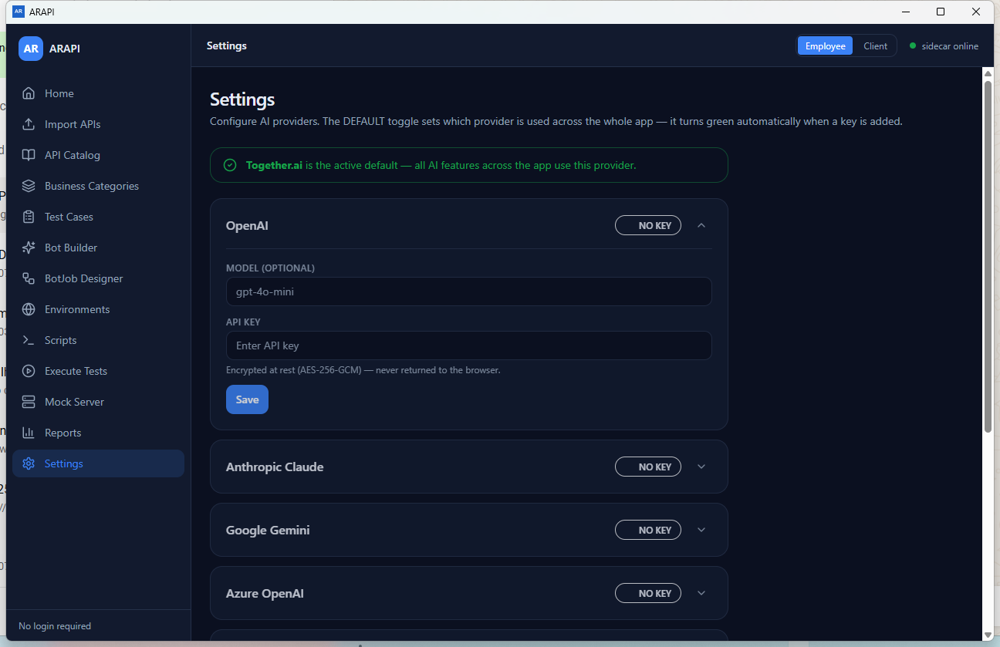 AR ARAPI
AR ARAPI
Home
Import APIs
API Catalog
Business Categories
Test Cases
Bot Builder
BotJob Designer
Environments
Scripts
Execute Tests
Mock Server
Reports
Settings
No login required
Settings
Employee Client sidecar online
Settings
Configure AI providers. The DEFAULT toggle sets which provider is used across the whole app — it turns green automatically when a key is added.
Together.ai is the active default — all AI features across the app use this provider.
OpenAI NO KEY
MODEL (OPTIONAL)
gpt-4o-mini
API KEY
Enter API key
Encrypted at rest (AES-256-GCM) — never returned to the browser.
Save
Anthropic Claude NO KEY
Google Gemini NO KEY
Azure OpenAI NO KEY